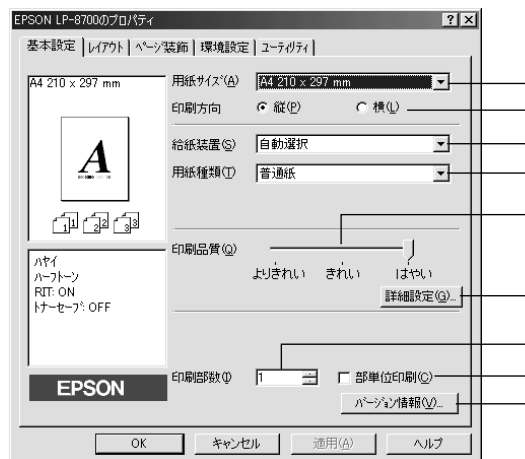 EPSON LP-8700のプロパティ
基本設定 レイアウト ページ装飾 環境設定 ユーティリティ
A4 210 x 297 mm
A
1 1 2 2 3 3
ハヤイ
ハーフトーン
RIT: ON
トナーセーブ: OFF
EPSON
用紙サイズ(A) A4 210 x 297 mm
印刷方向 縦(P) 横(L)
給紙装置(S) 自動選択
用紙種類(T) 普通紙
印刷品質(Q)
よりきれい きれい はやい
詳細設定(G)...
印刷部数(I) 1 部単位印刷(C)
バージョン情報(V)...
OK キャンセル 適用(A) ヘルプ